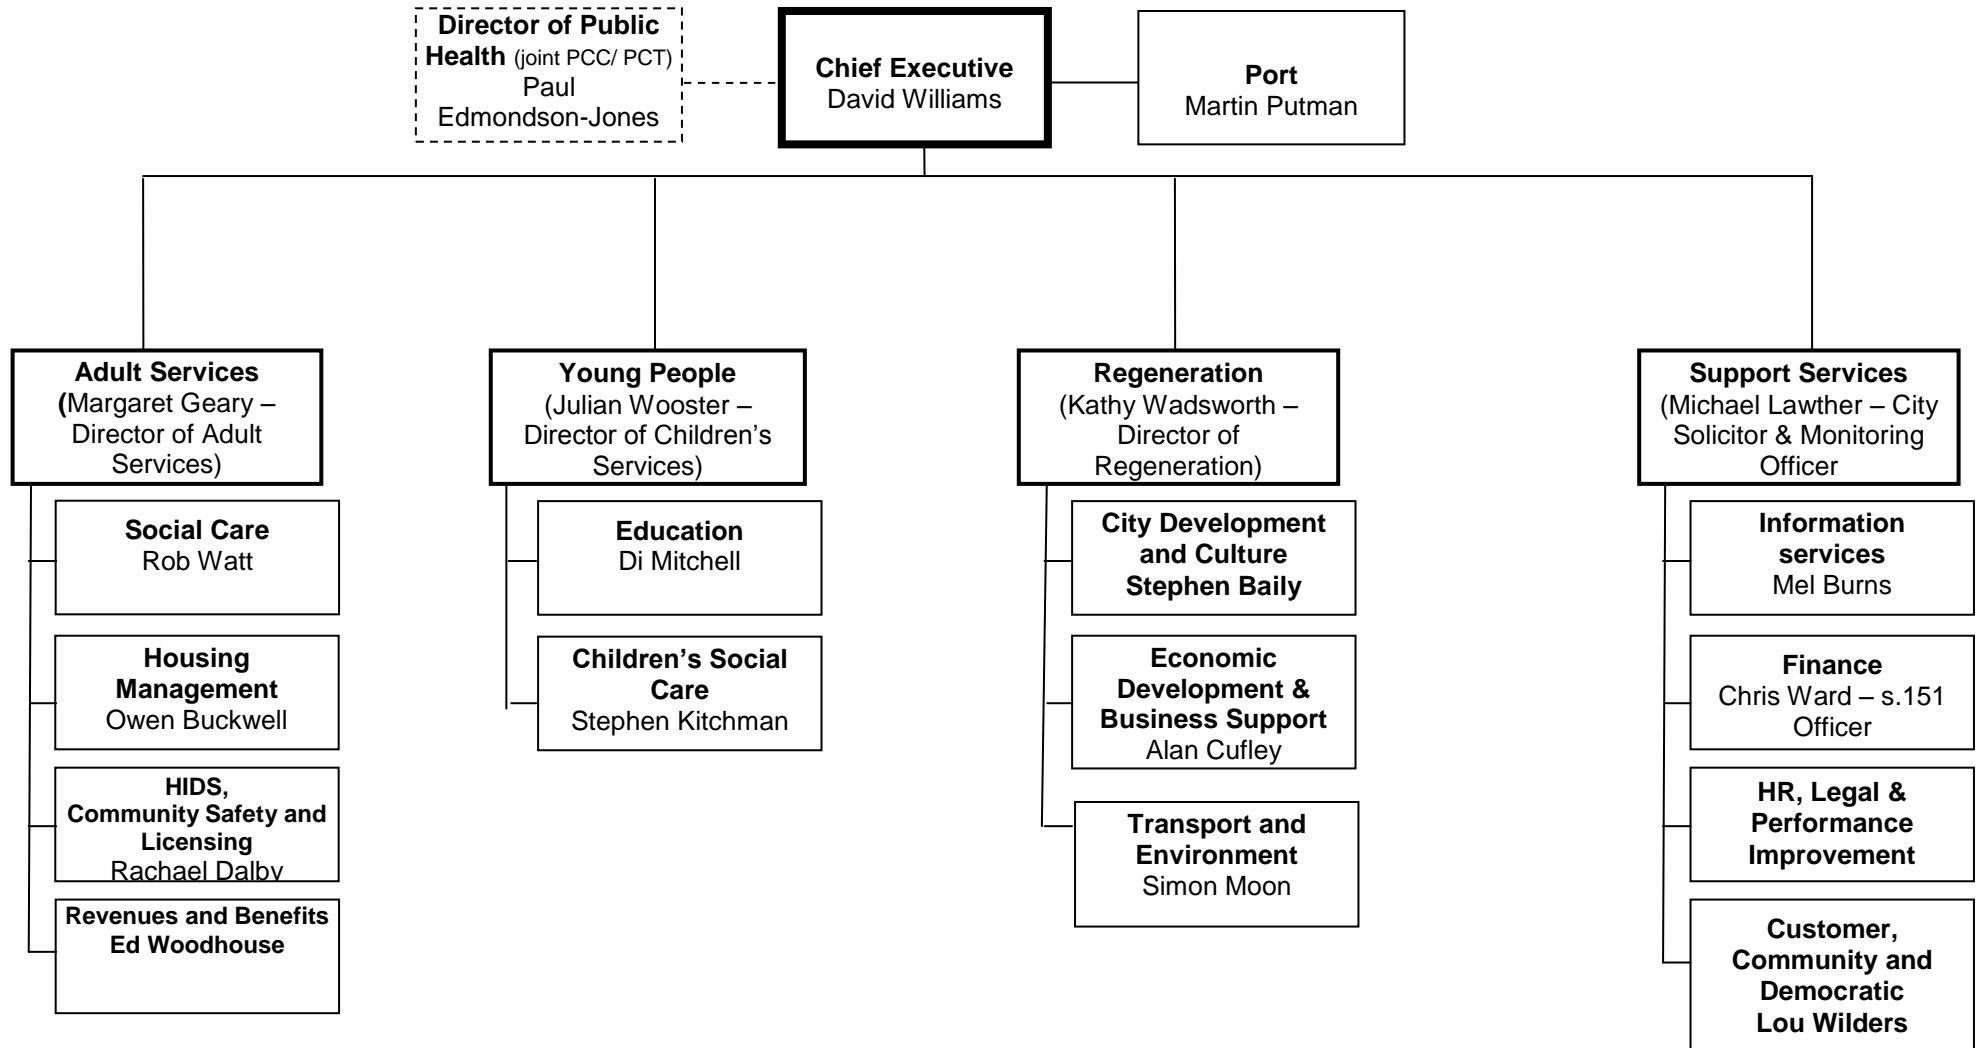 Director of Public
Health (joint PCC/ PCT)
Paul
Edmondson-Jones
Chief Executive
David Williams
Port
Martin Putman
Adult Services
(Margaret Geary –
Director of Adult
Services)
Social Care
Rob Watt
Housing
Management
Owen Buckwell
HIDS,
Community Safety and
Licensing
Rachael Dalby
Revenues and Benefits
Ed Woodhouse
Young People
(Julian Wooster –
Director of Children’s
Services)
Education
Di Mitchell
Children’s Social
Care
Stephen Kitchman
Regeneration
(Kathy Wadsworth –
Director of
Regeneration)
City Development
and Culture
Stephen Baily
Economic
Development &
Business Support
Alan Cufley
Transport and
Environment
Simon Moon
Support Services
(Michael Lawther – City
Solicitor & Monitoring
Officer
Information
services
Mel Burns
Finance
Chris Ward – s.151
Officer
HR, Legal &
Performance
Improvement
Customer,
Community and
Democratic
Lou Wilders